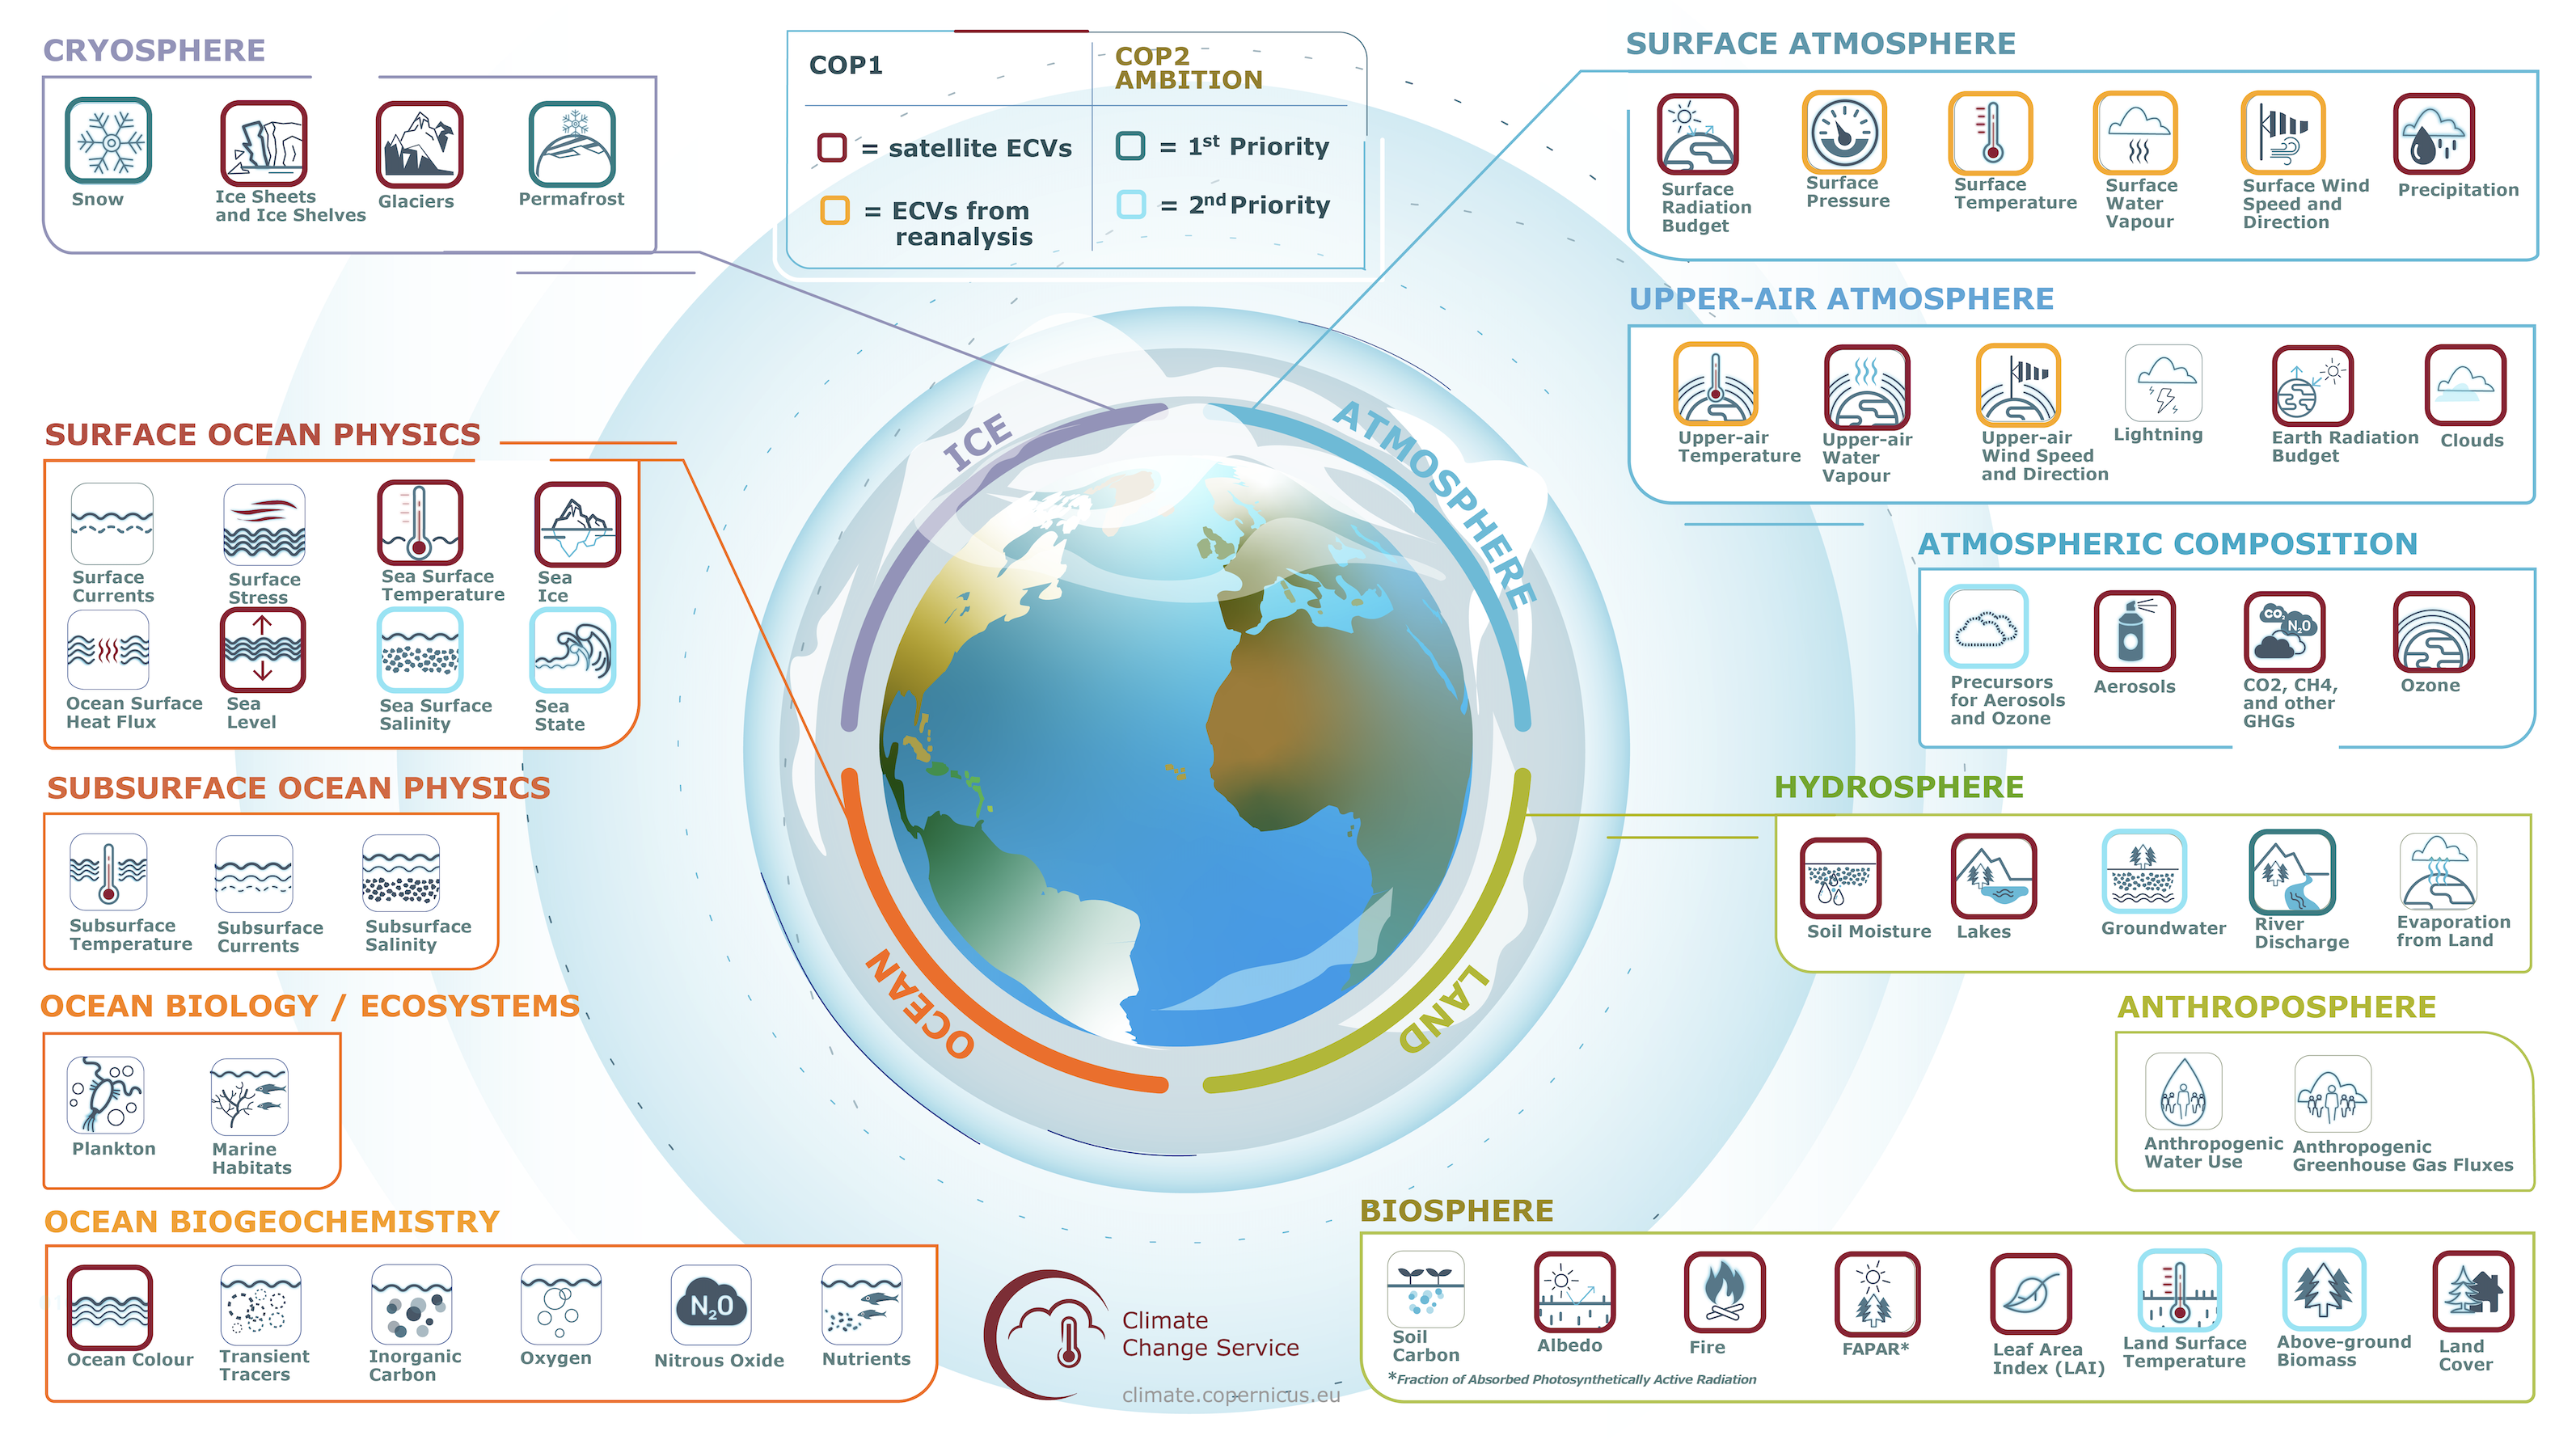 CRYOSPHERE
Snow
Ice Sheets
and Ice Shelves
Glaciers
Permafrost
COP1
COP2
AMBITION
= satellite ECVs
= 1st Priority
= ECVs from
reanalysis
= 2nd Priority
SURFACE ATMOSPHERE
Surface
Radiation
Budget
Surface
Pressure
Surface
Temperature
Surface
Water
Vapour
Surface Wind
Speed and
Direction
Precipitation
UPPER-AIR ATMOSPHERE
Upper-air
Temperature
Upper-air
Water
Vapour
Upper-air
Wind Speed
and Direction
Lightning
Earth Radiation
Budget
Clouds
SURFACE OCEAN PHYSICS
Surface
Currents
Surface
Stress
Sea Surface
Temperature
Sea
Ice
Ocean Surface
Heat Flux
Sea
Level
Sea Surface
Salinity
Sea
State
ICE
ATMOSPHERE
OCEAN
LAND
ATMOSPHERIC COMPOSITION
Precursors
for Aerosols
and Ozone
Aerosols
CO2
N2O
CO2, CH4,
and other
GHGs
Ozone
SUBSURFACE OCEAN PHYSICS
Subsurface
Temperature
Subsurface
Currents
Subsurface
Salinity
HYDROSPHERE
Soil Moisture
Lakes
Groundwater
River
Discharge
Evaporation
from Land
OCEAN BIOLOGY / ECOSYSTEMS
Plankton
Marine
Habitats
ANTHROPOSPHERE
Anthropogenic
Water Use
Anthropogenic
Greenhouse Gas Fluxes
OCEAN BIOGEOCHEMISTRY
Ocean Colour
Transient
Tracers
Inorganic
Carbon
Oxygen
N2O
Nitrous Oxide
Nutrients
Climate
Change Service
climate.copernicus.eu
BIOSPHERE
Soil
Carbon
Albedo
Fire
FAPAR*
Leaf Area
Index (LAI)
Land Surface
Temperature
Above-ground
Biomass
Land
Cover
*Fraction of Absorbed Photosynthetically Active Radiation